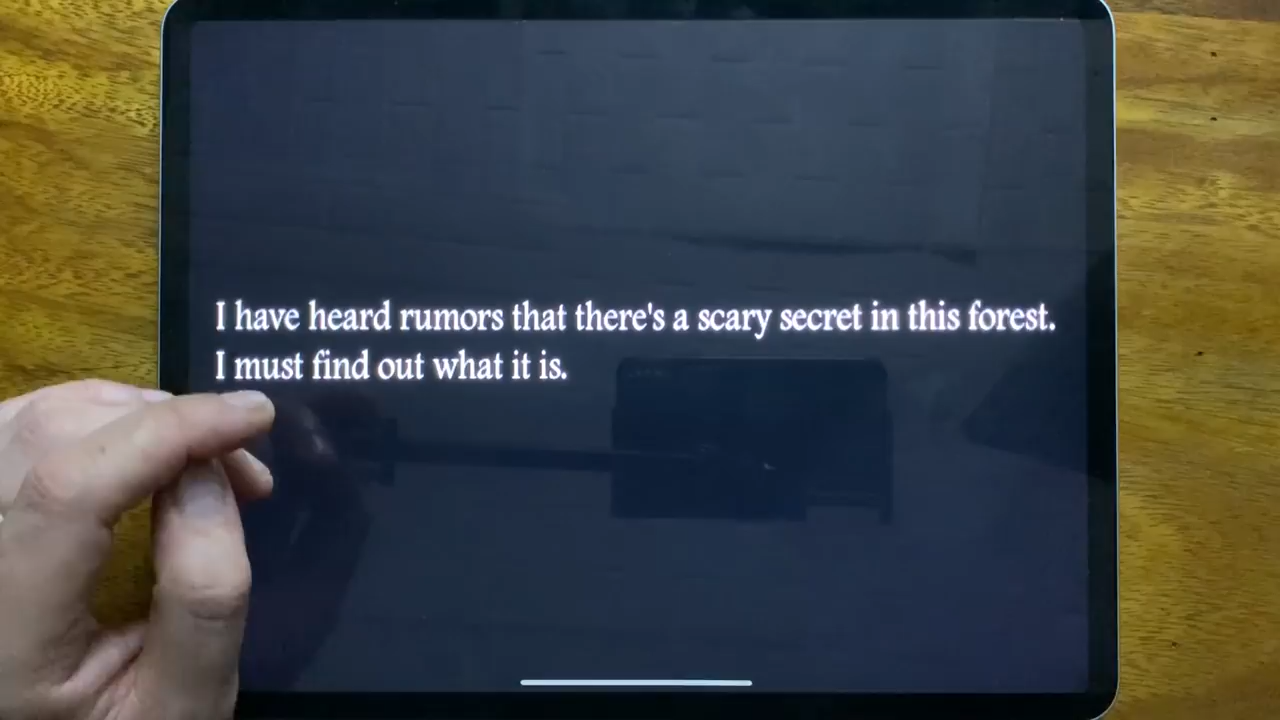 I have heard rumors that there's a scary secret in this forest.
I must find out what it is.